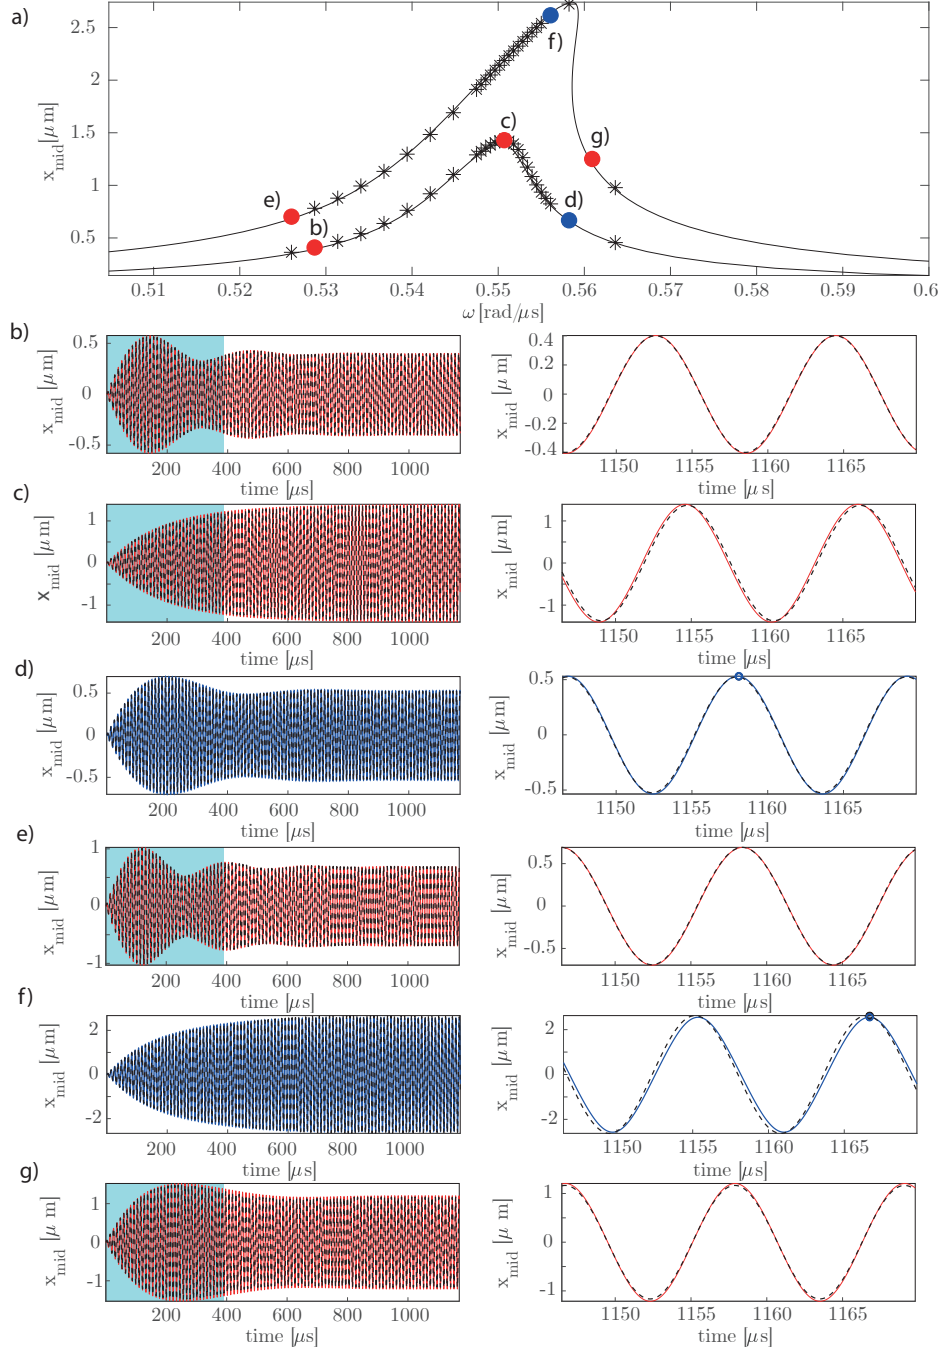 a)
x_mid [μm]
2.5
2
1.5
1
0.5
e)
b)
c)
f)
d)
g)
0.51 0.52 0.53 0.54 0.55 0.56 0.57 0.58 0.59 0.6
ω [rad/μs]
b)
x_mid [μm]
0.5
0
-0.5
200 400 600 800 1000
time [μs]
x_mid [μm]
0.4
0.2
0
-0.2
-0.4
1150 1155 1160 1165
time [μs]
c)
x_mid [μm]
1
0
-1
200 400 600 800 1000
time [μs]
x_mid [μm]
1
0
-1
1150 1155 1160 1165
time [μs]
d)
x_mid [μm]
0.5
0
-0.5
200 400 600 800 1000
time [μs]
x_mid [μm]
0.5
0
-0.5
1150 1155 1160 1165
time [μs]
e)
x_mid [μm]
1
0
-1
200 400 600 800 1000
time [μs]
x_mid [μm]
0.5
0
-0.5
1150 1155 1160 1165
time [μs]
f)
x_mid [μm]
2
0
-2
200 400 600 800 1000
time [μs]
x_mid [μm]
2
0
-2
1150 1155 1160 1165
time [μs]
g)
x_mid [μm]
1
0
-1
200 400 600 800 1000
time [μs]
x_mid [μm]
1
0
-1
1150 1155 1160 1165
time [μs]